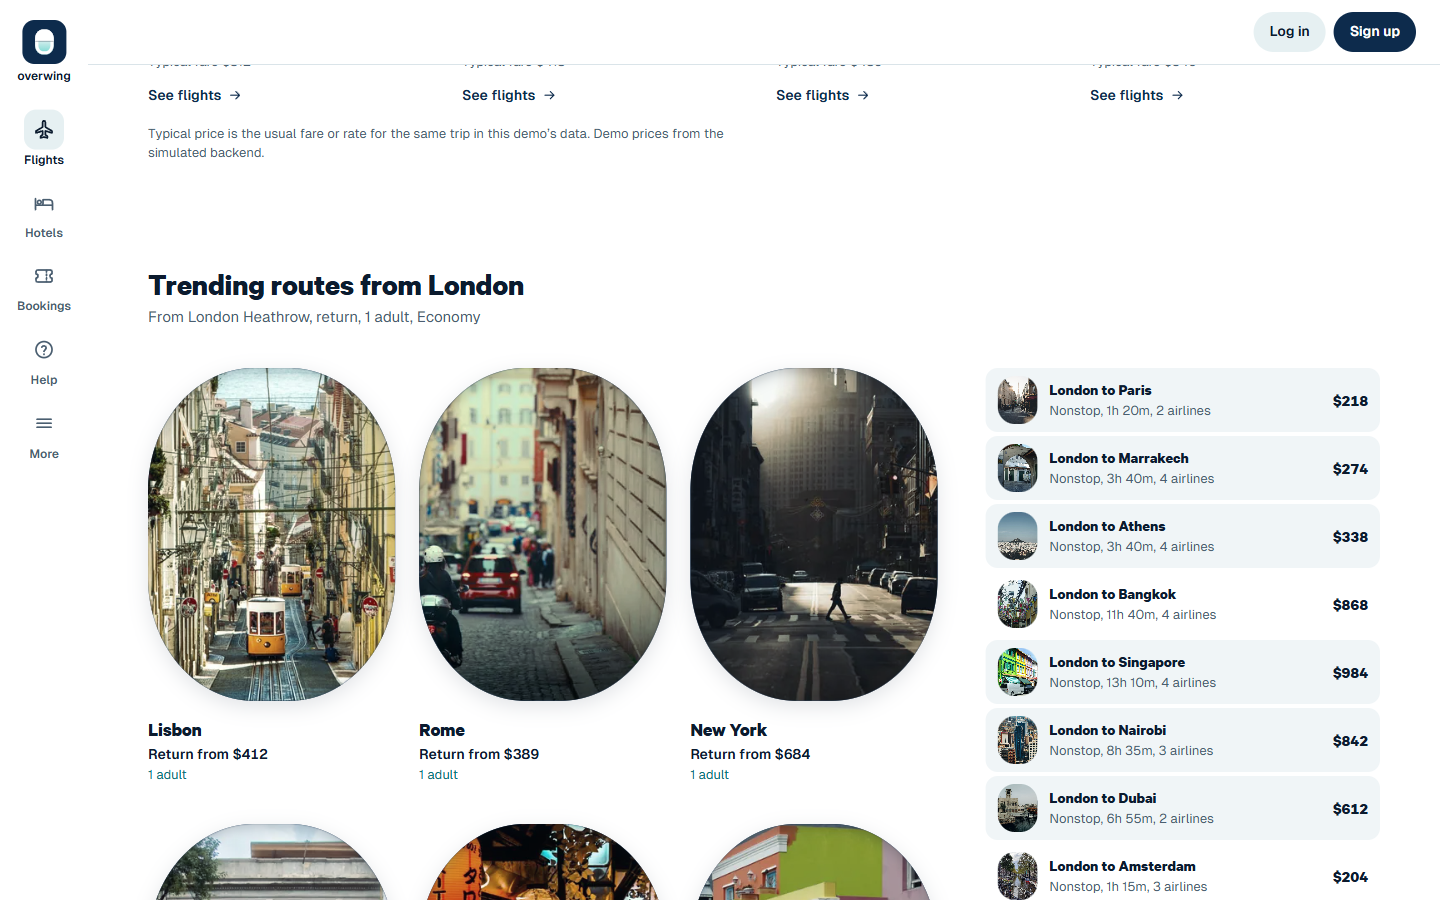 overwing
Flights
Hotels
Bookings
Help
More
Log in
Sign up
See flights →
See flights →
See flights →
See flights →
Typical price is the usual fare or rate for the same trip in this demo's data. Demo prices from the
simulated backend.
Trending routes from London
From London Heathrow, return, 1 adult, Economy
Lisbon
Return from $412
1 adult
Rome
Return from $389
1 adult
New York
Return from $684
1 adult
London to Paris
Nonstop, 1h 20m, 2 airlines
$218
London to Marrakech
Nonstop, 3h 40m, 4 airlines
$274
London to Athens
Nonstop, 3h 40m, 4 airlines
$338
London to Bangkok
Nonstop, 11h 40m, 4 airlines
$868
London to Singapore
Nonstop, 13h 10m, 4 airlines
$984
London to Nairobi
Nonstop, 8h 35m, 3 airlines
$842
London to Dubai
Nonstop, 6h 55m, 2 airlines
$612
London to Amsterdam
Nonstop, 1h 15m, 3 airlines
$204